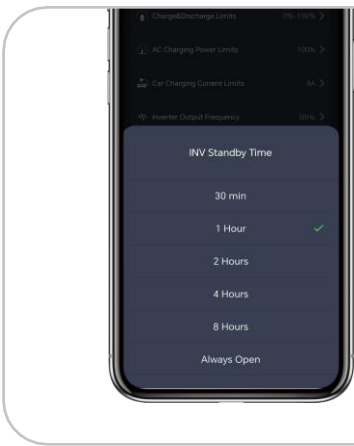 Charge&Discharge Limits 0%-100% >
AC Charging Power Limits 100% >
Car Charging Current Limits 8A >
Inverter Output Frequency 50Hz >
INV Standby Time
30 min
1 Hour
2 Hours
4 Hours
8 Hours
Always Open